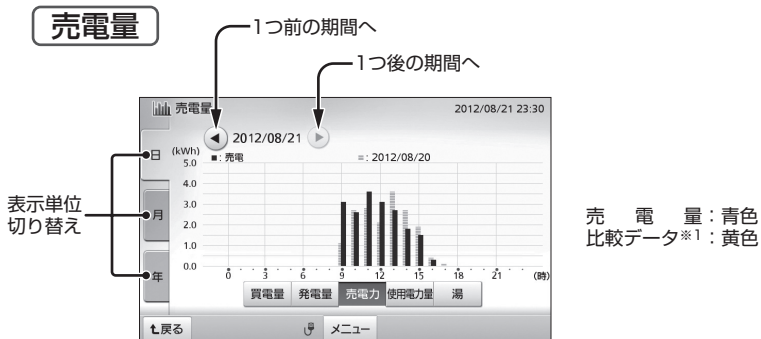 売電量
1つ前の期間へ
1つ後の期間へ
売電量 2012/08/21 23:30
2012/08/21
日
(kWh)
■：売電 ：2012/08/20
5.0
4.0
3.0
2.0
1.0
0.0
月
年
0 3 6 9 12 15 18 21 (時)
買電量 発電量 売電力 使用電力量 湯
戻る メニュー
表示単位
切り替え
売電量：青色
比較データ※1：黄色